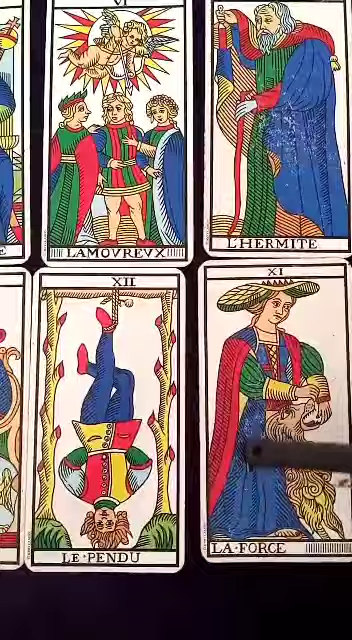 VI
LAMOVREVX
L'HERMITE
E
XII
LE·PENDU
XI
LA·FORCE